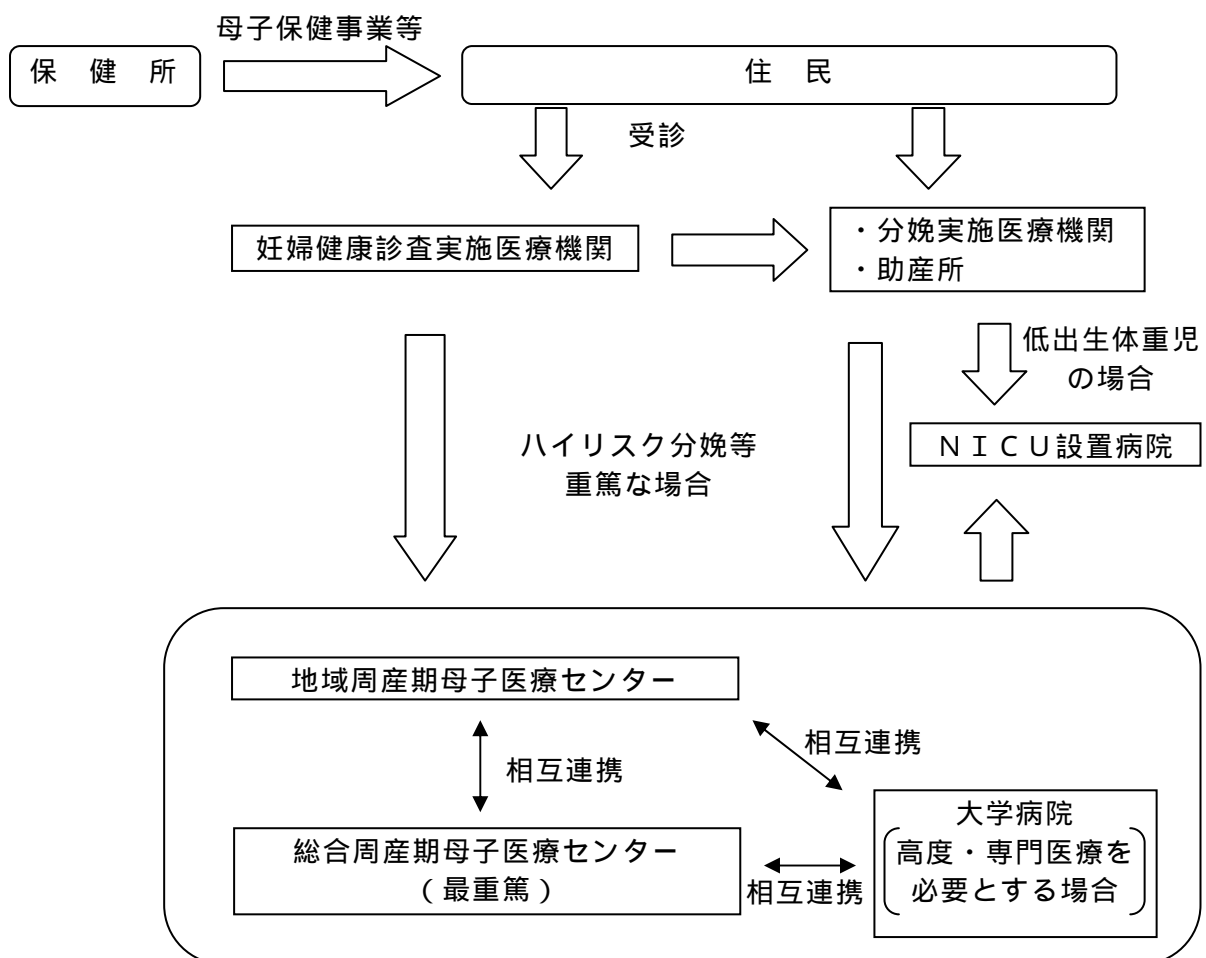 母子保健事業等
保 健 所
住 民
受診
妊婦健康診査実施医療機関
・分娩実施医療機関
・助産所
低出生体重児
の場合
ハイリスク分娩等
重篤な場合
ＮＩＣＵ設置病院
地域周産期母子医療センター
相互連携
相互連携
総合周産期母子医療センター
（最重篤）
相互連携
大学病院
高度・専門医療を
必要とする場合